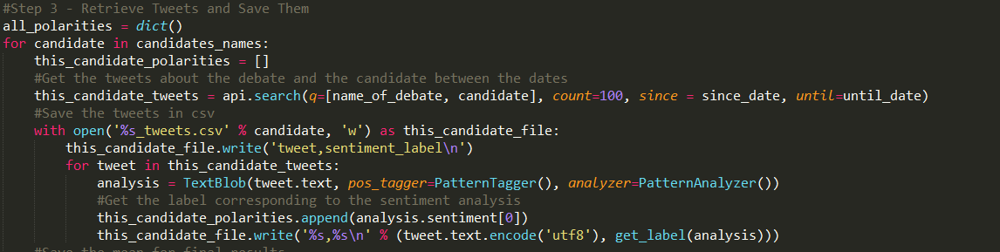 #Step 3 - Retrieve Tweets and Save Them
all_polarities = dict()
for candidate in candidates_names:
    this_candidate_polarities = []
    #Get the tweets about the debate and the candidate between the dates
    this_candidate_tweets = api.search(q=[name_of_debate, candidate], count=100, since = since_date, until=until_date)
    #Save the tweets in csv
    with open('%s_tweets.csv' % candidate, 'w') as this_candidate_file:
        this_candidate_file.write('tweet,sentiment_label\n')
        for tweet in this_candidate_tweets:
            analysis = TextBlob(tweet.text, pos_tagger=PatternTagger(), analyzer=PatternAnalyzer())
            #Get the label corresponding to the sentiment analysis
            this_candidate_polarities.append(analysis.sentiment[0])
            this_candidate_file.write('%s,%s\n' % (tweet.text.encode('utf8'), get_label(analysis)))
    #Save the mean for final results